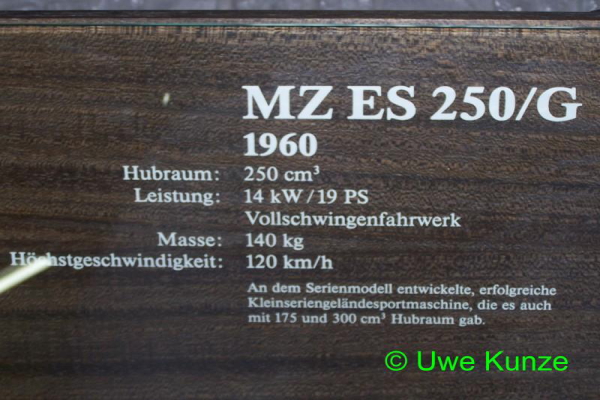 MZ ES 250/G
1960
Hubraum: 250 cm³
Leistung: 14 kW/19 PS
Vollschwingenfahrwerk
Masse: 140 kg
Höchstgeschwindigkeit: 120 km/h
An dem Serienmodell entwickelte, erfolgreiche
Kleinseriengeländesportmaschine, die es auch
mit 175 und 300 cm³ Hubraum gab.
© Uwe Kunze